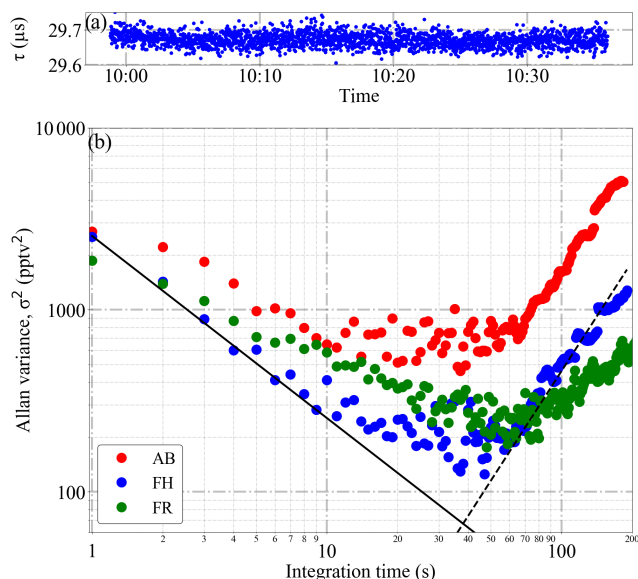 (a)
29.7
29.6
τ (μs)
10:00 10:10 10:20 10:30
Time
(b)
10 000
1000
100
Allan variance, σ² (pptv²)
AB
FH
FR
1 2 3 4 5 6 7 8 9 10 20 30 40 50 60 70 80 90 100 200
Integration time (s)